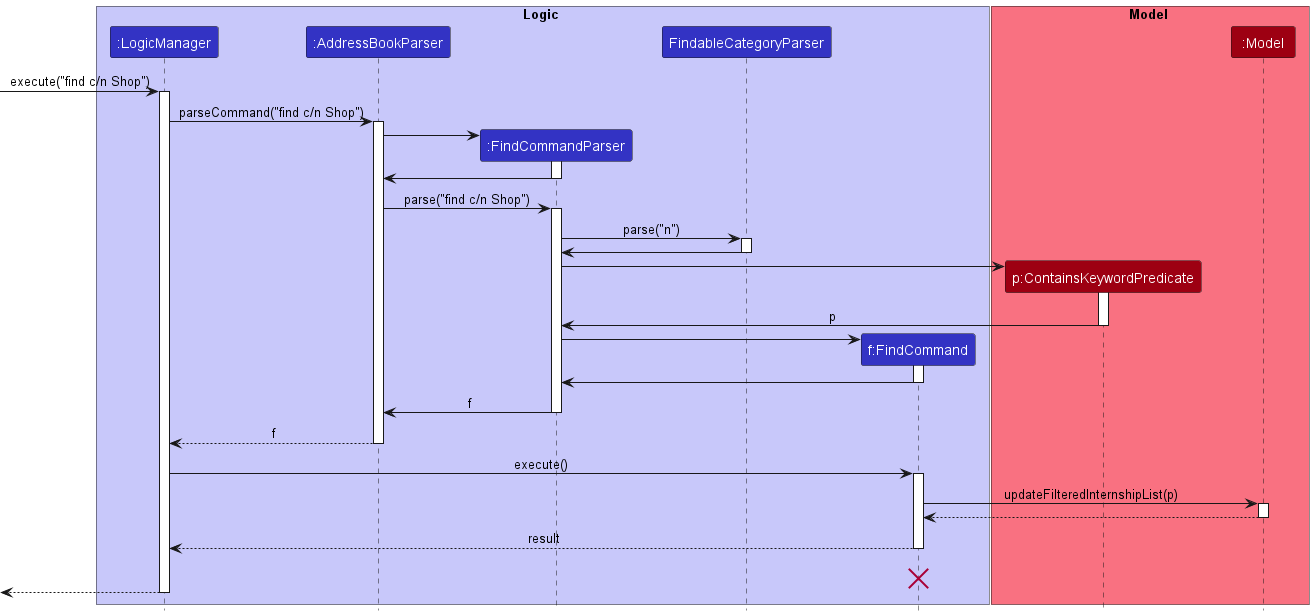 Logic
Model
:LogicManager
:AddressBookParser
FindableCategoryParser
:Model
execute("find c/n Shop")
parseCommand("find c/n Shop")
:FindCommandParser
parse("find c/n Shop")
parse("n")
p:ContainsKeywordPredicate
p
f:FindCommand
f
f
execute()
updateFilteredInternshipList(p)
result